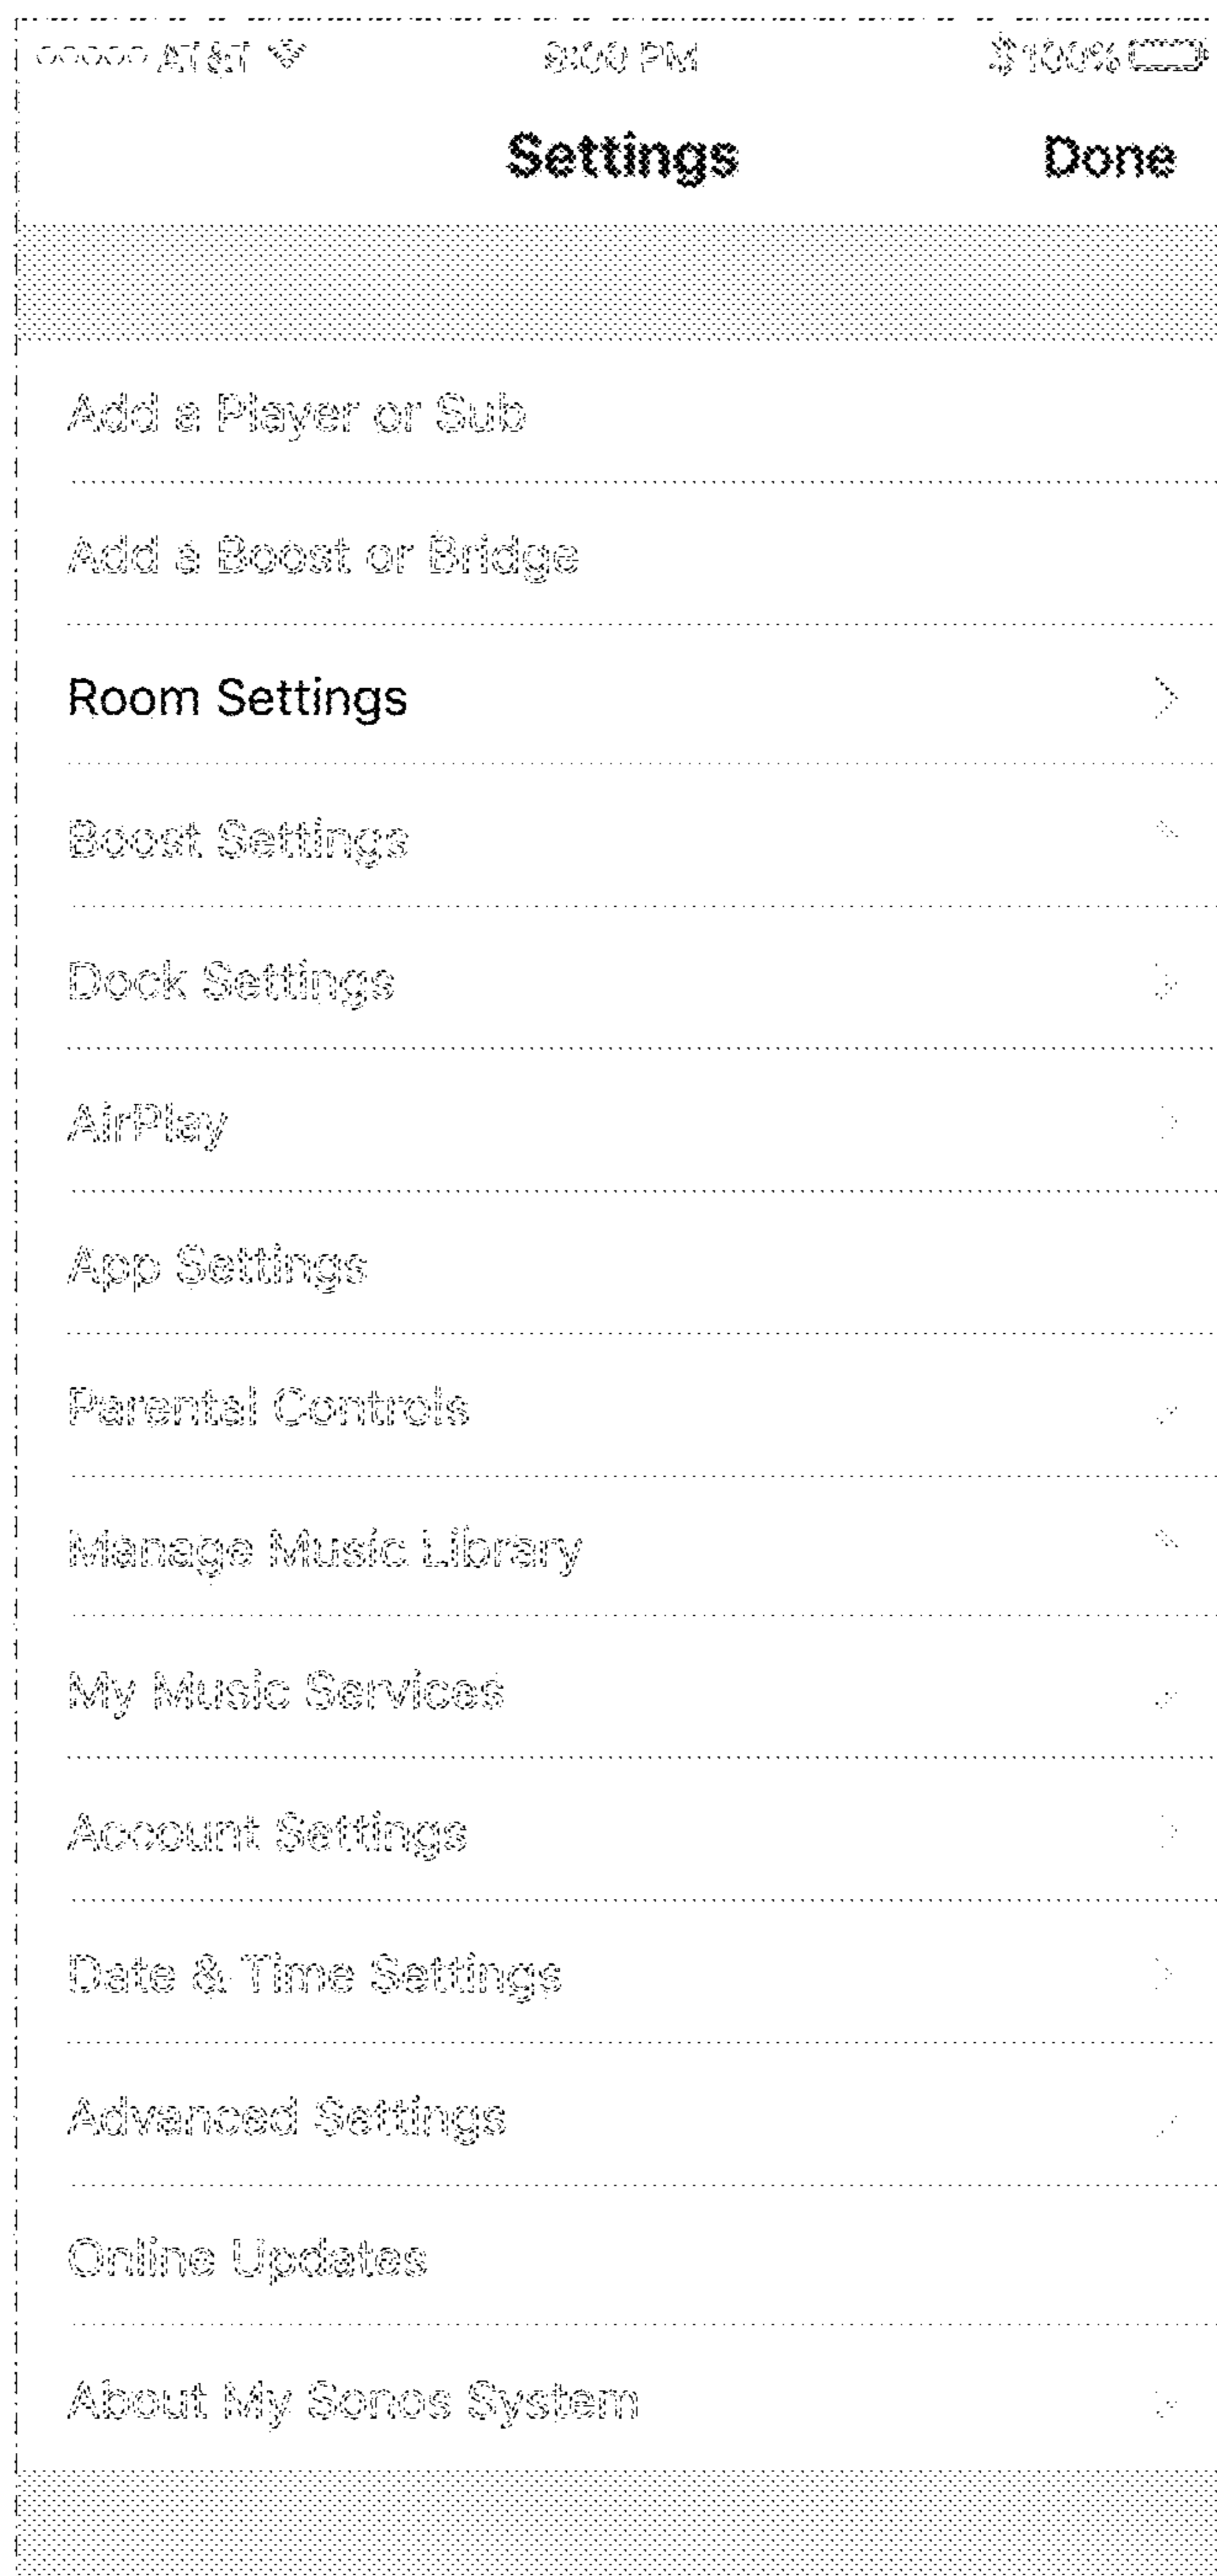 AT&T 9:00 PM 100%
Settings Done
Add a Player or Sub
Add a Boost or Bridge
Room Settings
Boost Settings
Dock Settings
AirPlay
App Settings
Parental Controls
Manage Music Library
My Music Services
Account Settings
Date & Time Settings
Advanced Settings
Online Updates
About My Sonos System